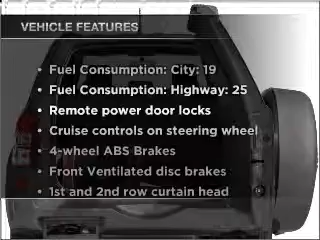 VEHICLE FEATURES
• Fuel Consumption: City: 19
• Fuel Consumption: Highway: 25
• Remote power door locks
• Cruise controls on steering wheel
• 4-wheel ABS Brakes
• Front Ventilated disc brakes
• 1st and 2nd row curtain head